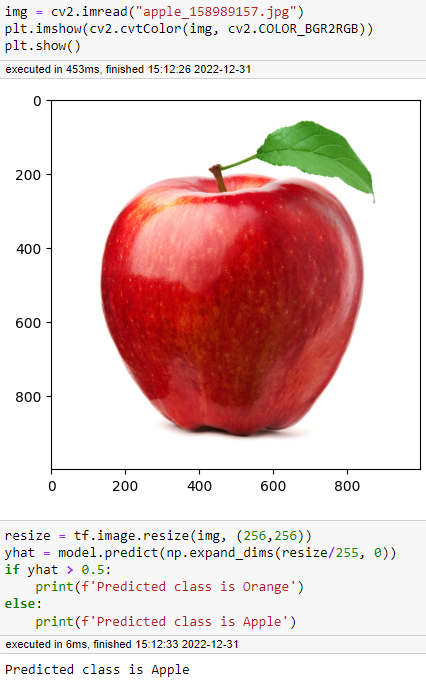 img = cv2.imread("apple_158989157.jpg")
plt.imshow(cv2.cvtColor(img, cv2.COLOR_BGR2RGB))
plt.show()
executed in 453ms, finished 15:12:26 2022-12-31
0
200
400
600
800
0 200 400 600 800
resize = tf.image.resize(img, (256,256))
yhat = model.predict(np.expand_dims(resize/255, 0))
if yhat > 0.5:
    print(f'Predicted class is Orange')
else:
    print(f'Predicted class is Apple')
executed in 6ms, finished 15:12:33 2022-12-31
Predicted class is Apple